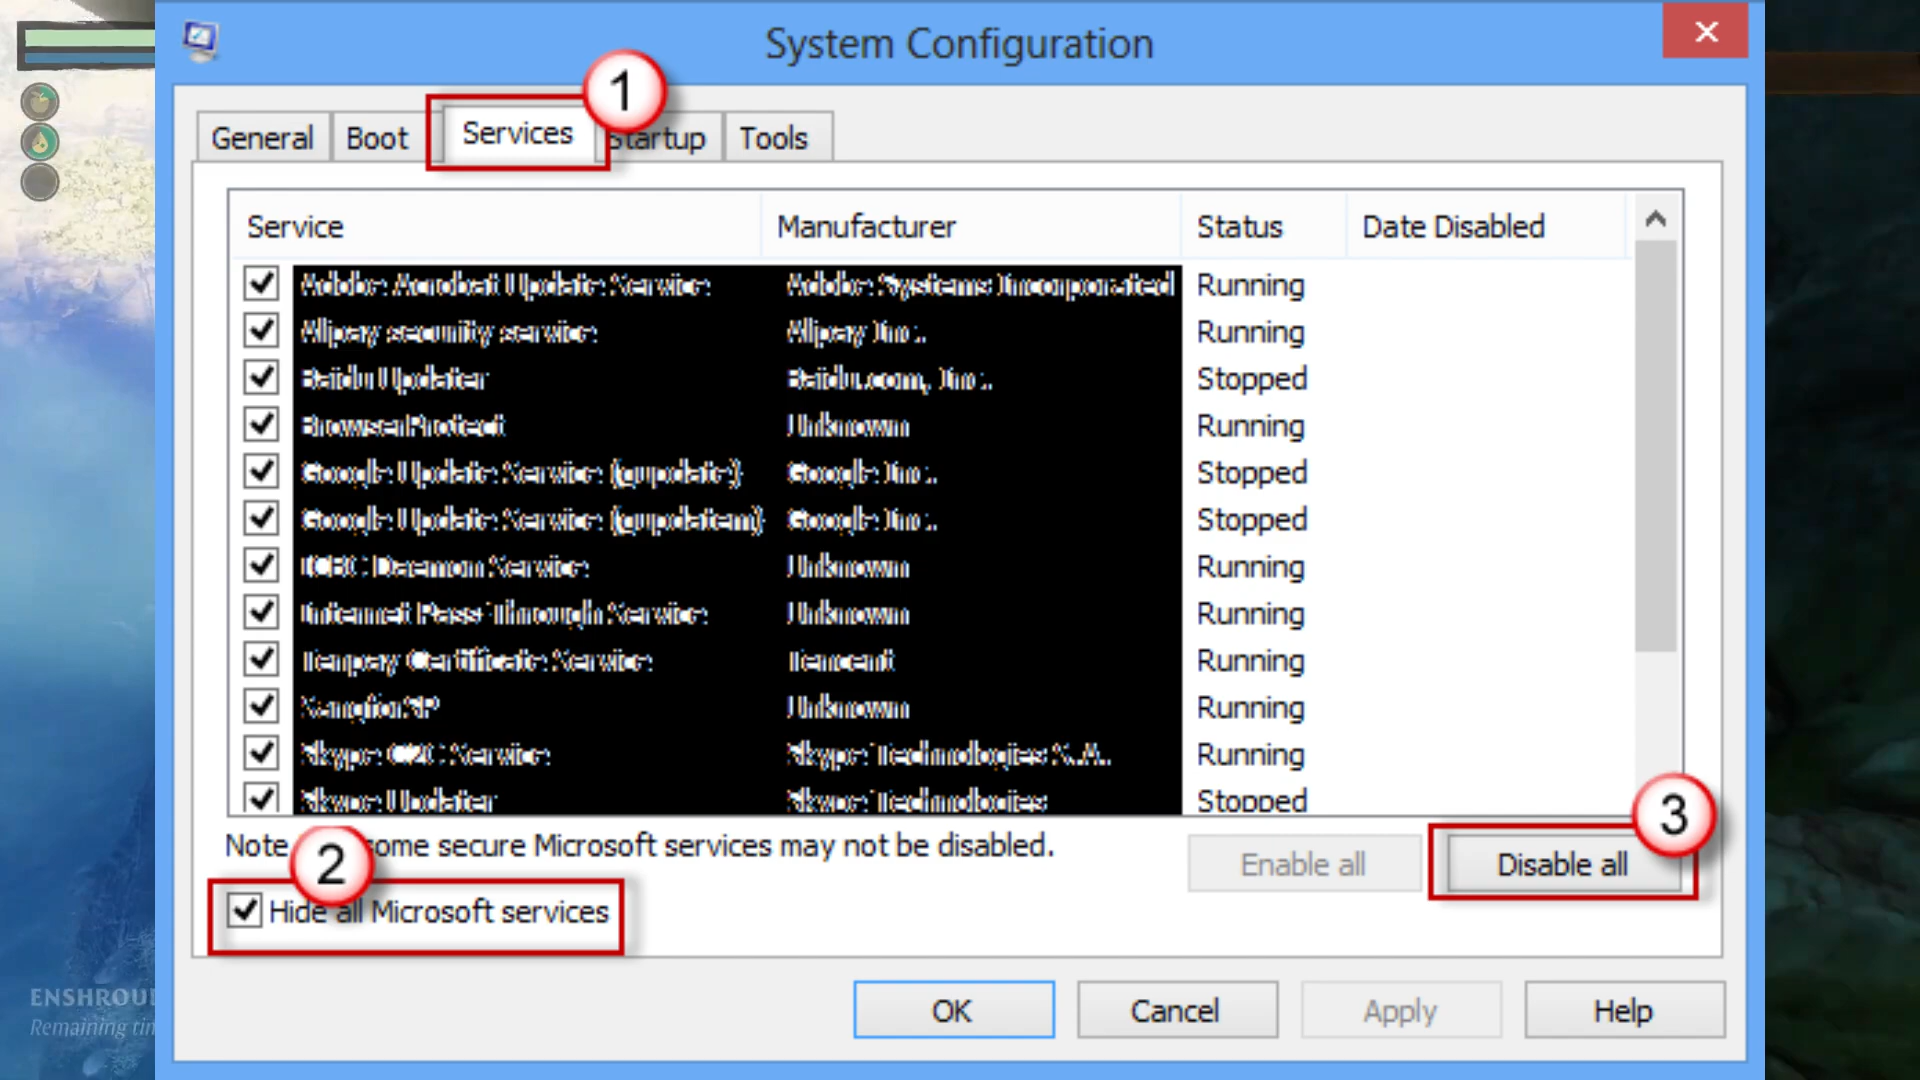 System Configuration
1
General Boot Services Startup Tools
Service Manufacturer Status Date Disabled
Adobe Acrobat Update Service Adobe Systems Incorporated Running
Alipay security service Alipay Inc. Running
Baidu Updater Baidu.com, Inc. Stopped
BrowserProtect Unknown Running
Google Update Service (gupdate) Google Inc. Stopped
Google Update Service (gupdatem) Google Inc. Stopped
ICBC Daemon Service Unknown Running
Internet Pass-Through Service Unknown Running
Tenpay Certificate Service Tencent Running
SangforSP Unknown Running
Skype C2C Service Skype Technologies S.A. Running
Skype Updater Skype Technologies Stopped
3
Note some secure Microsoft services may not be disabled.
2
Enable all Disable all
Hide all Microsoft services
ENSHROU
Remaining
OK Cancel Apply Help